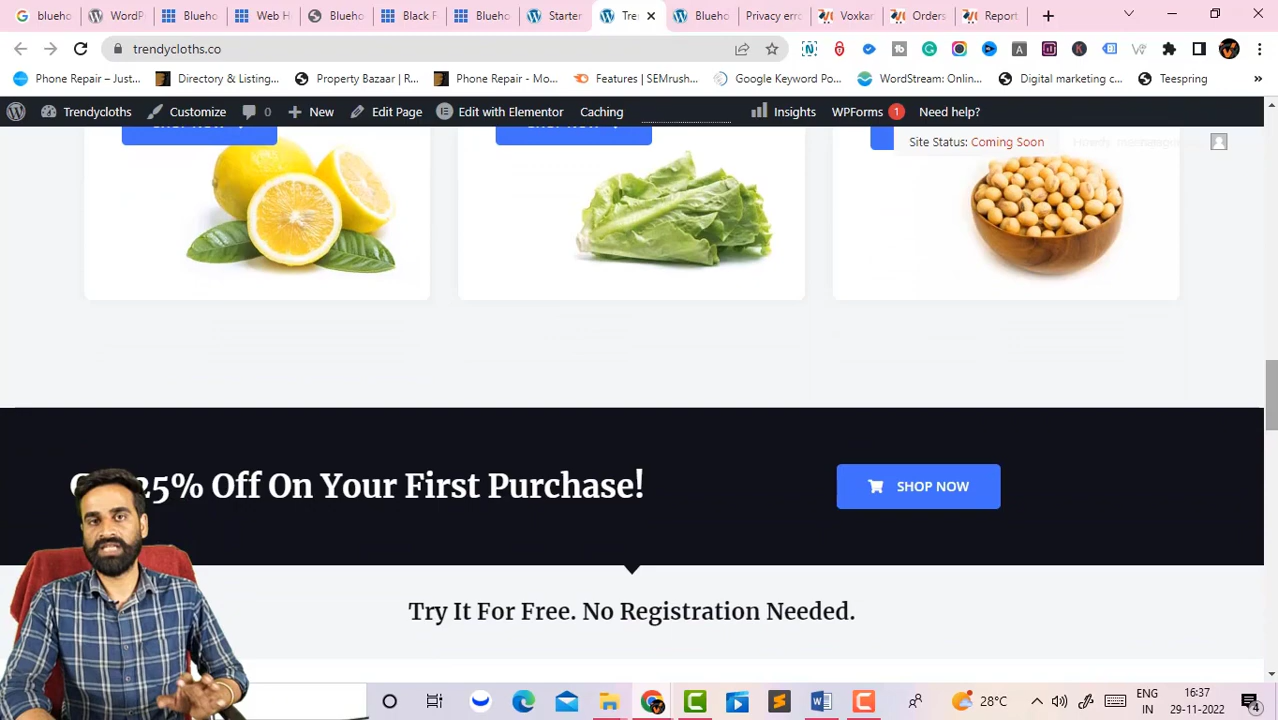 blueho
WordP
Blueho
Web H
Blueho
Black F
Blueho
Starter
Tren
Blueh
Privacy erro
Voxkar
Orders
Report
trendycloths.co
Phone Repair – Just...
Directory & Listing...
Property Bazaar | R...
Phone Repair - Mo...
Features | SEMrush...
Google Keyword Po...
WordStream: Onlin...
Digital marketing c...
Teespring
Trendycloths
Customize
0
New
Edit Page
Edit with Elementor
Caching
Insights
WPForms 1
Need help?
Site Status: Coming Soon
25% Off On Your First Purchase!
SHOP NOW
Try It For Free. No Registration Needed.
28°C
ENG
IN
16:37
29-11-2022
4